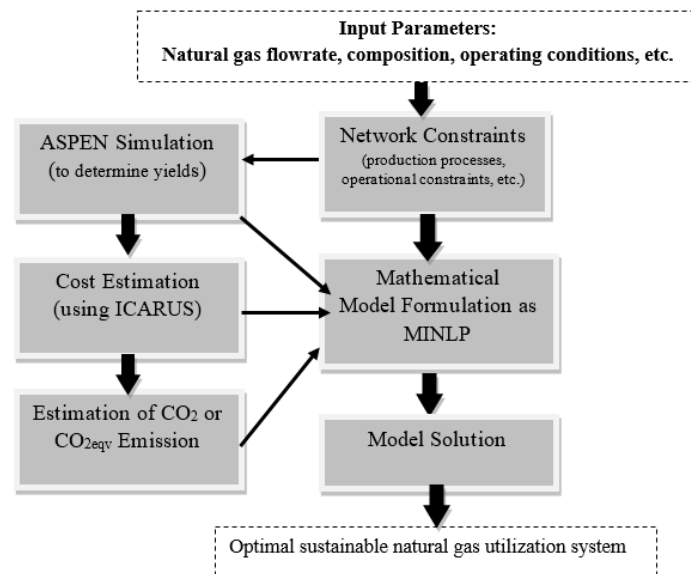 Input Parameters:
Natural gas flowrate, composition, operating conditions, etc.
ASPEN Simulation
(to determine yields)
Network Constraints
(production processes,
operational constraints, etc.)
Cost Estimation
(using ICARUS)
Mathematical
Model Formulation as
MINLP
Estimation of CO₂ or
CO₂eqv Emission
Model Solution
Optimal sustainable natural gas utilization system